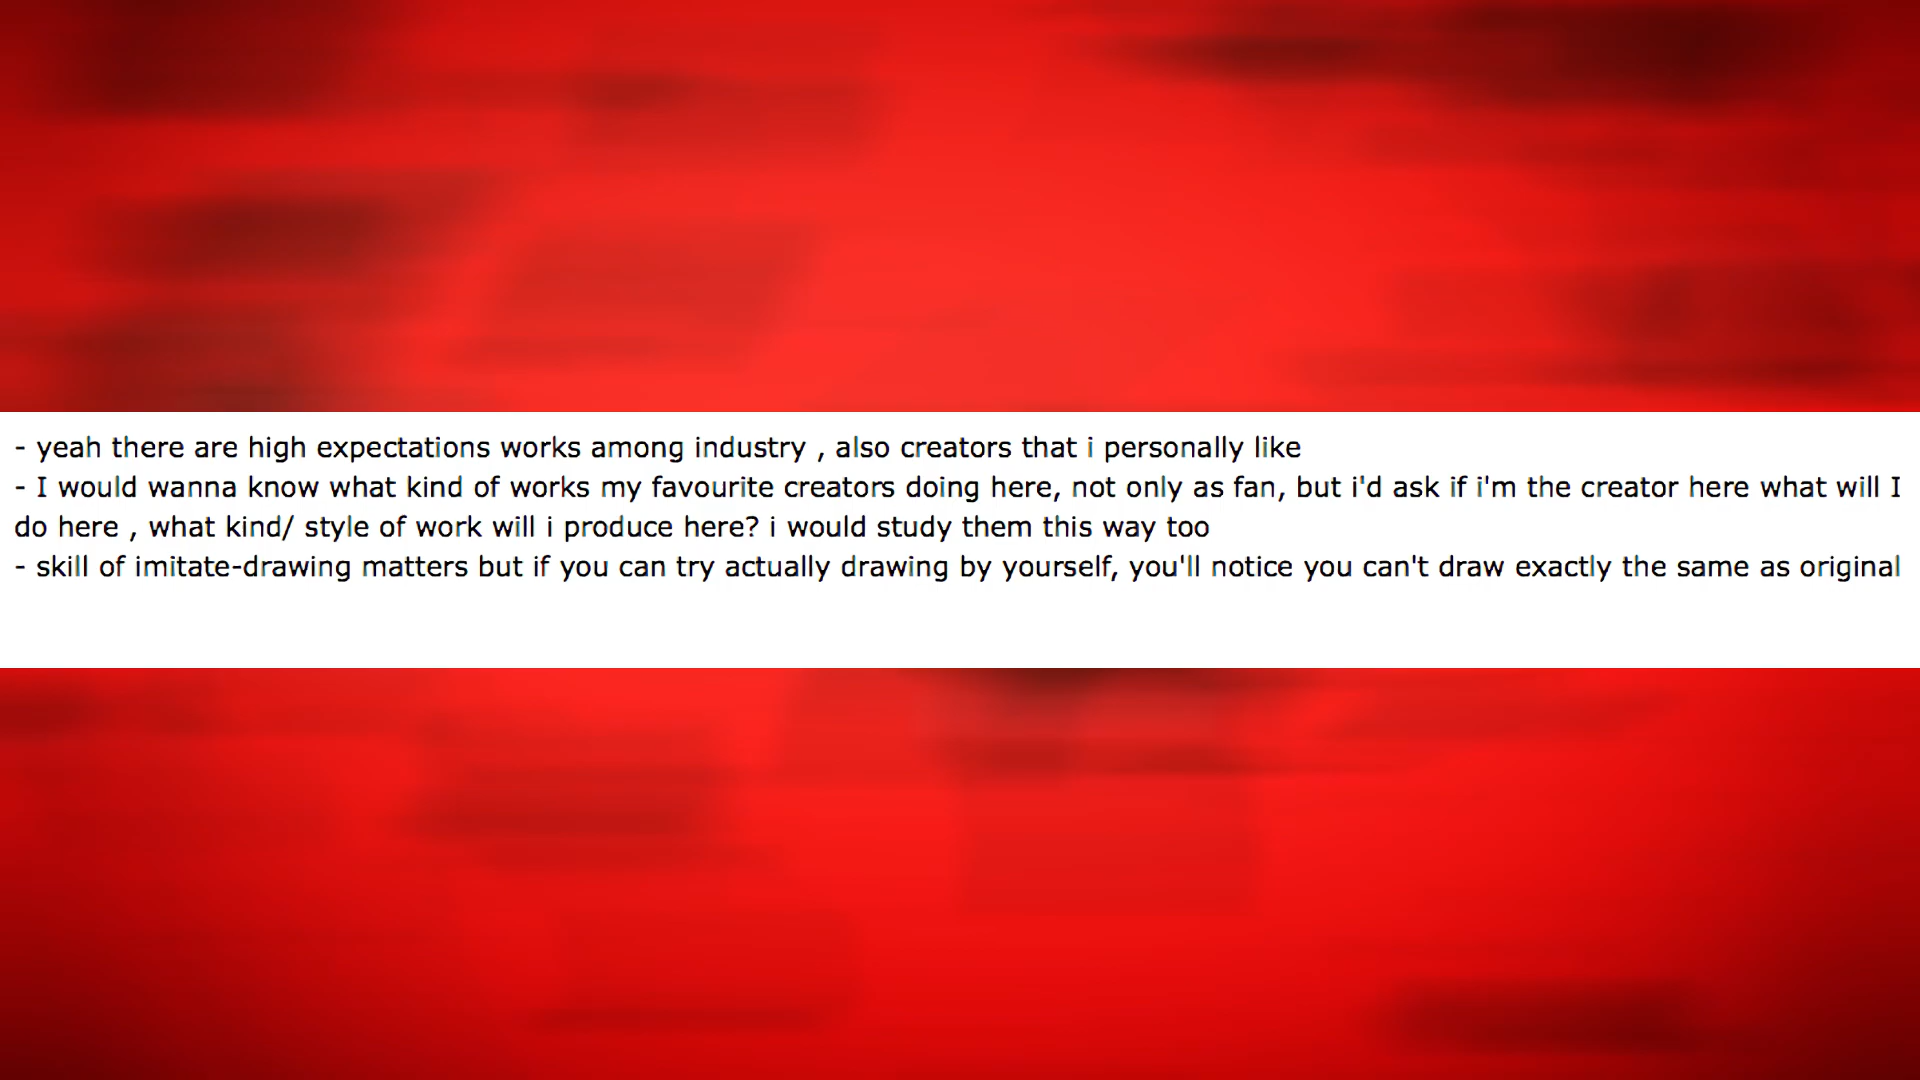 - yeah there are high expectations works among industry , also creators that i personally like
- I would wanna know what kind of works my favourite creators doing here, not only as fan, but i'd ask if i'm the creator here what will I
do here , what kind/ style of work will i produce here? i would study them this way too
- skill of imitate-drawing matters but if you can try actually drawing by yourself, you'll notice you can't draw exactly the same as original